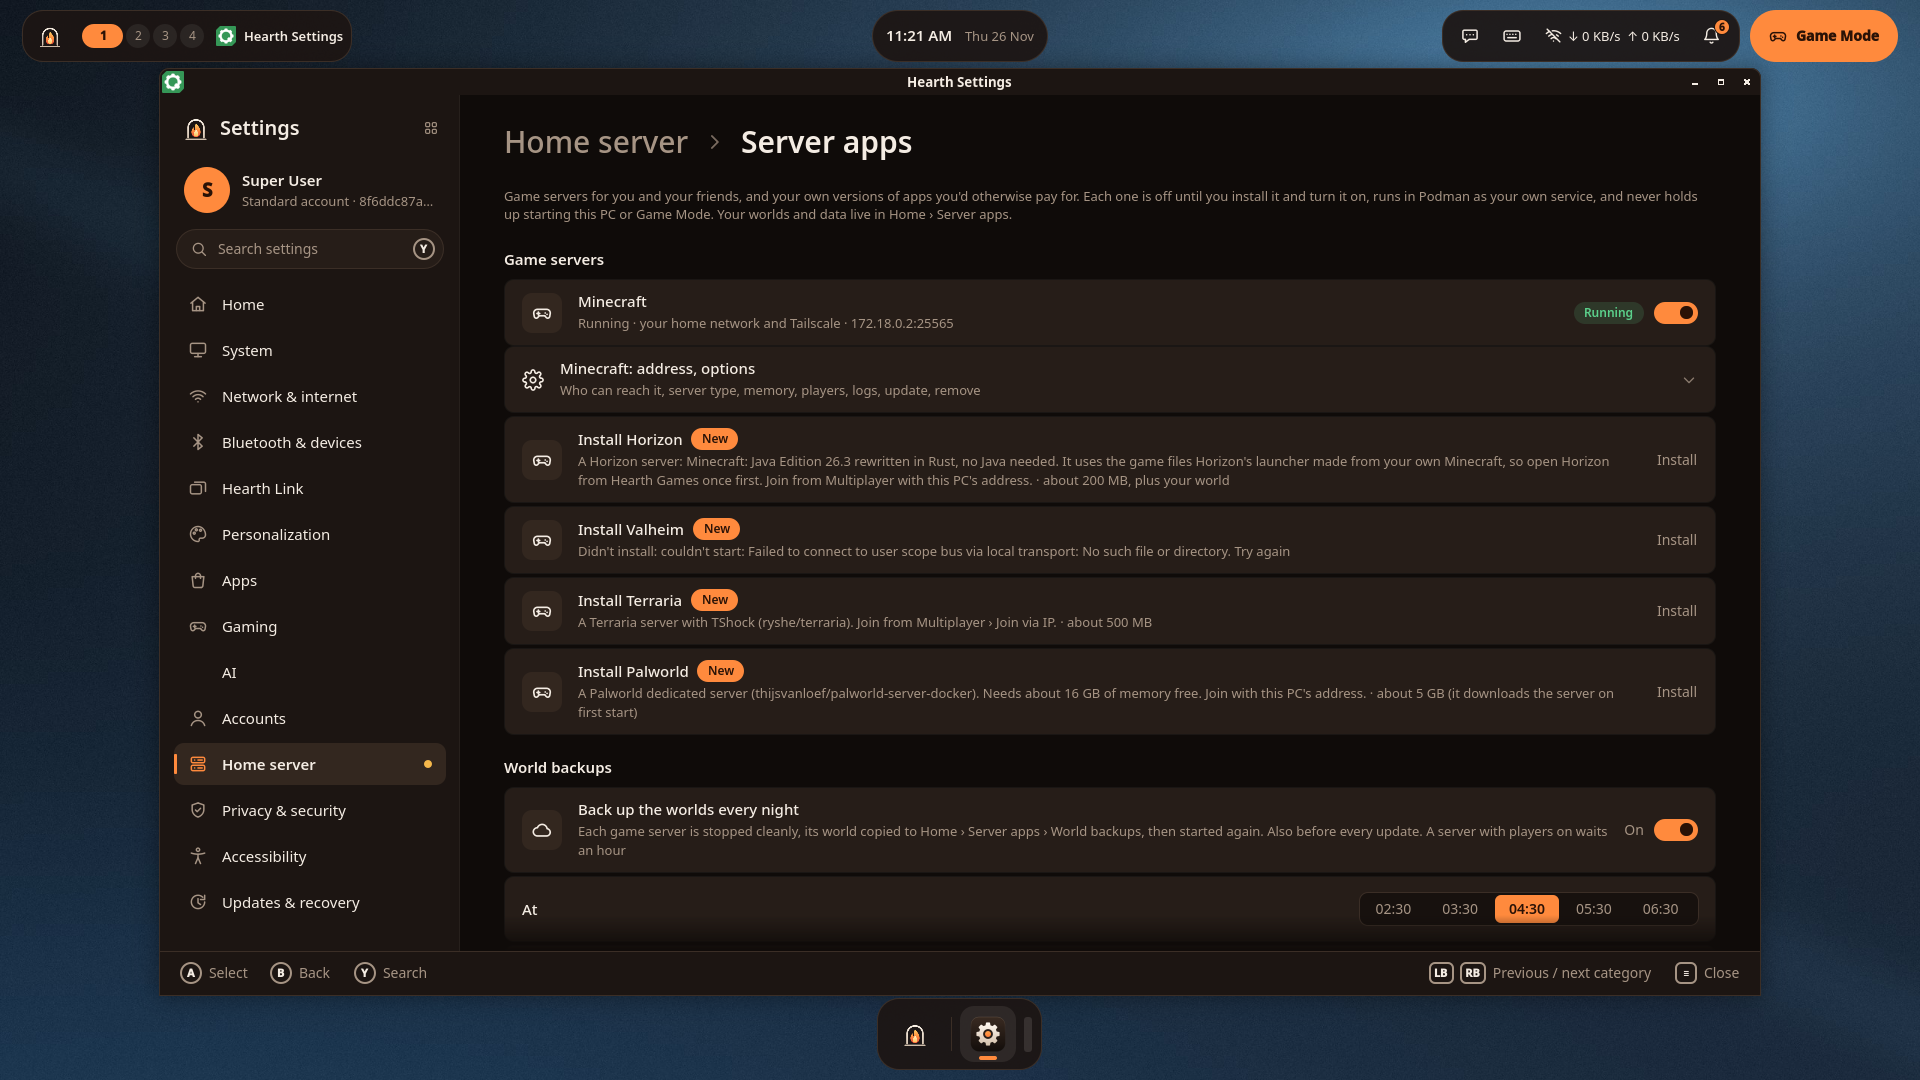 1 2 3 4 Hearth Settings
11:21 AM Thu 26 Nov
↓ 0 KB/s ↑ 0 KB/s
6
Game Mode
Hearth Settings
Settings
S
Super User
Standard account · 8f6ddc87a...
Search settings Y
Home
System
Network & internet
Bluetooth & devices
Hearth Link
Personalization
Apps
Gaming
AI
Accounts
Home server
Privacy & security
Accessibility
Updates & recovery
Home server › Server apps
Game servers for you and your friends, and your own versions of apps you'd otherwise pay for. Each one is off until you install it and turn it on, runs in Podman as your own service, and never holds
up starting this PC or Game Mode. Your worlds and data live in Home › Server apps.
Game servers
Minecraft
Running · your home network and Tailscale · 172.18.0.2:25565
Running
Minecraft: address, options
Who can reach it, server type, memory, players, logs, update, remove
Install Horizon New
A Horizon server: Minecraft: Java Edition 26.3 rewritten in Rust, no Java needed. It uses the game files Horizon's launcher made from your own Minecraft, so open Horizon
from Hearth Games once first. Join from Multiplayer with this PC's address. · about 200 MB, plus your world
Install
Install Valheim New
Didn't install: couldn't start: Failed to connect to user scope bus via local transport: No such file or directory. Try again
Install
Install Terraria New
A Terraria server with TShock (ryshe/terraria). Join from Multiplayer › Join via IP. · about 500 MB
Install
Install Palworld New
A Palworld dedicated server (thijsvanloef/palworld-server-docker). Needs about 16 GB of memory free. Join with this PC's address. · about 5 GB (it downloads the server on
first start)
Install
World backups
Back up the worlds every night
Each game server is stopped cleanly, its world copied to Home › Server apps › World backups, then started again. Also before every update. A server with players on waits
an hour
On
At
02:30 03:30 04:30 05:30 06:30
A Select B Back Y Search
LB RB Previous / next category ≡ Close